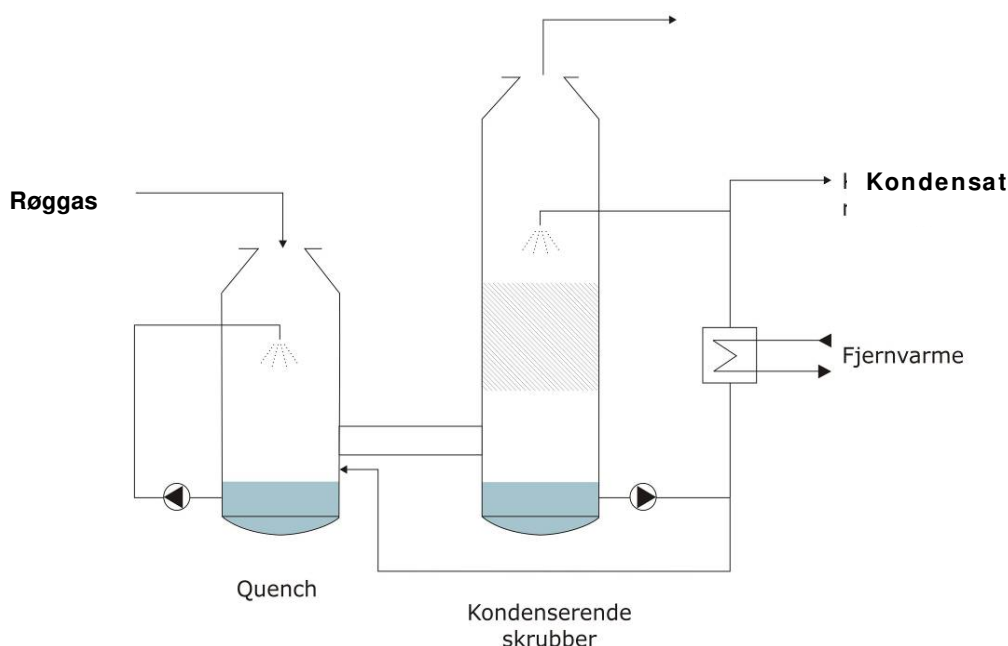 Røggas
Kondensat
Fjernvarme
Quench
Kondenserende
skrubber